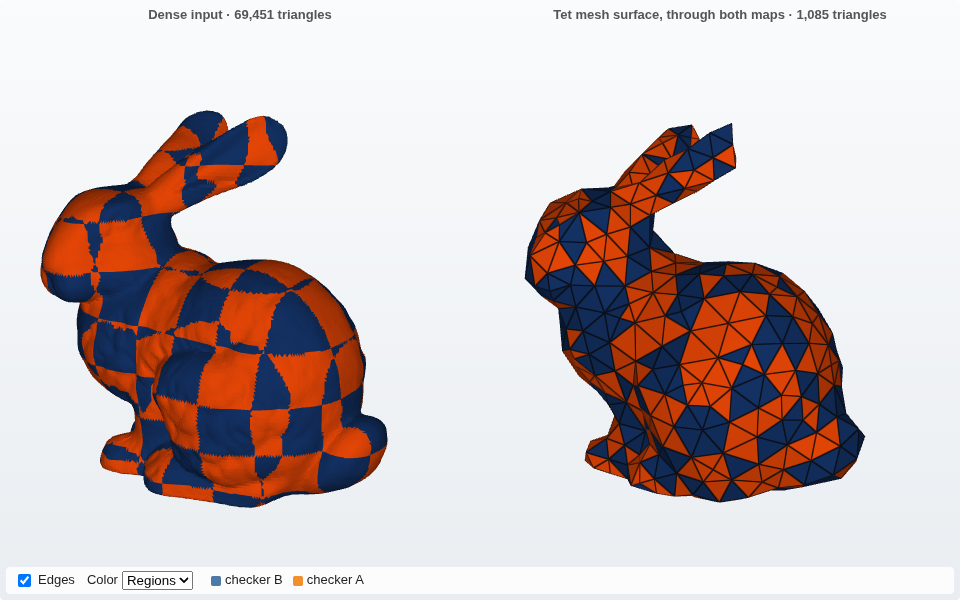 Dense input · 69,451 triangles
Tet mesh surface, through both maps · 1,085 triangles
Edges Color Regions checker B checker A